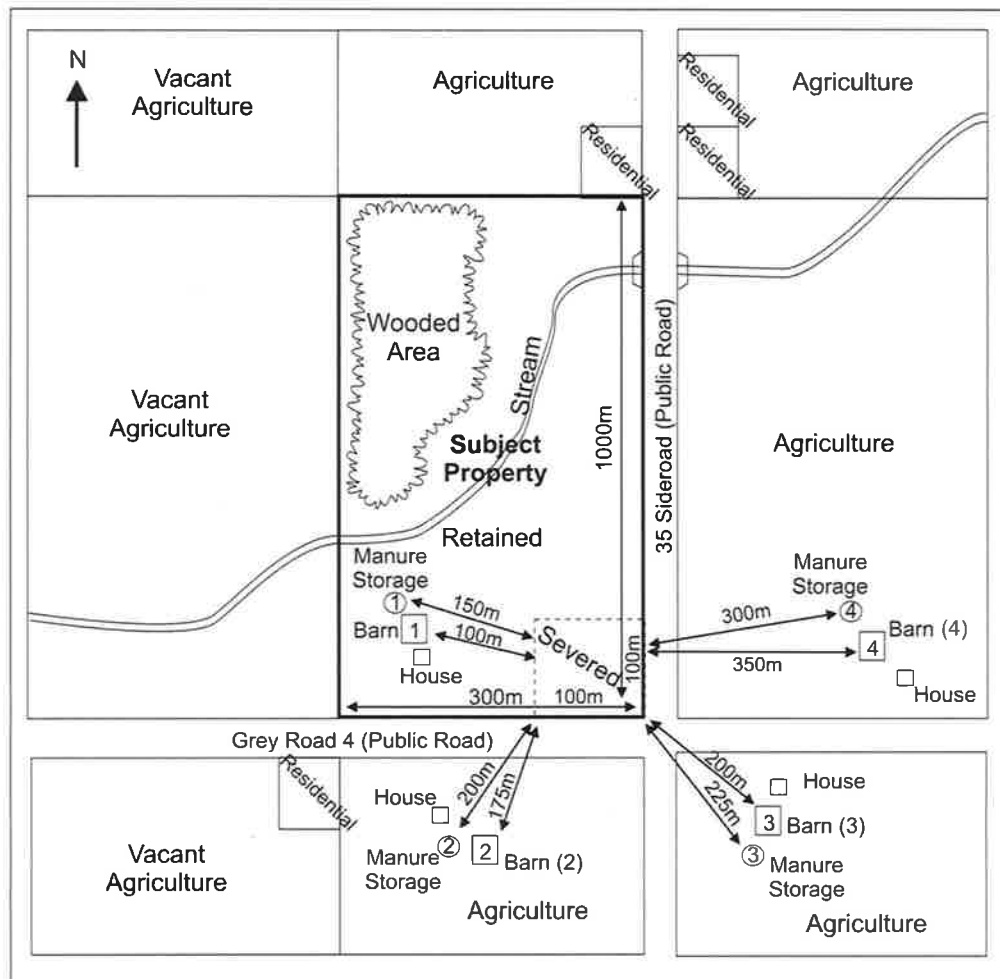 N
Vacant
Agriculture
Agriculture
Residential
Residential
Residential
Agriculture
Wooded
Area
Stream
1000m
35 Sideroad (Public Road)
Vacant
Agriculture
Subject
Property
Agriculture
Retained
Manure
Storage
1
150m
Barn
1
100m
House
Severed
100m
300m
100m
Manure
Storage
300m
4
Barn (4)
4
350m
House
Grey Road 4 (Public Road)
Residential
House
200m
175m
2
2
Barn (2)
Manure
Storage
Vacant
Agriculture
Agriculture
200m
225m
House
3
Barn (3)
3
Manure
Storage
Agriculture